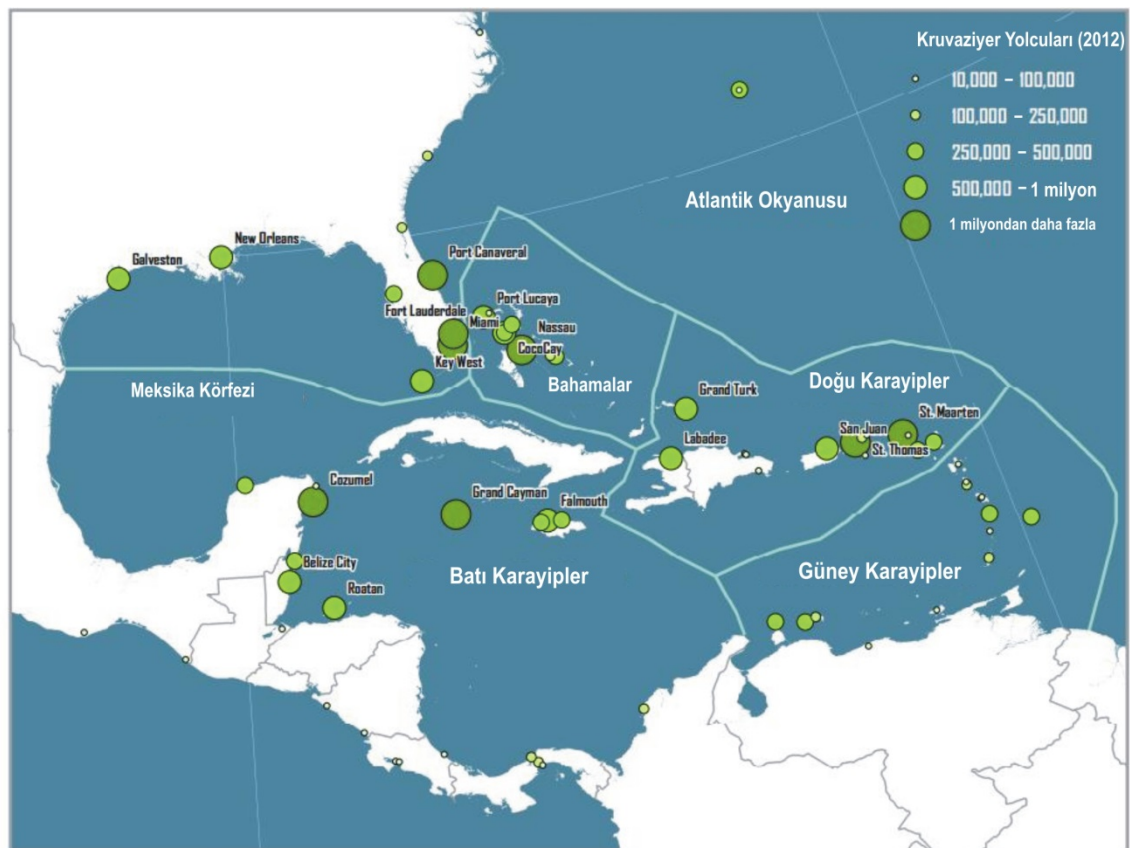 Kruvaziyer Yolcuları (2012)
10,000 – 100,000
100,000 – 250,000
250,000 – 500,000
500,000 – 1 milyon
1 milyondan daha fazla
Atlantik Okyanusu
New Orleans
Galveston
Port Canaveral
Port Lucaya
Fort Lauderdale
Miami
Nassau
CocoCay
Key West
Meksika Körfezi
Bahamalar
Doğu Karayipler
Grand Turk
St. Maarten
San Juan
Labadee
St. Thomas
Cozumel
Grand Cayman
Falmouth
Belize City
Batı Karayipler
Güney Karayipler
Roatan